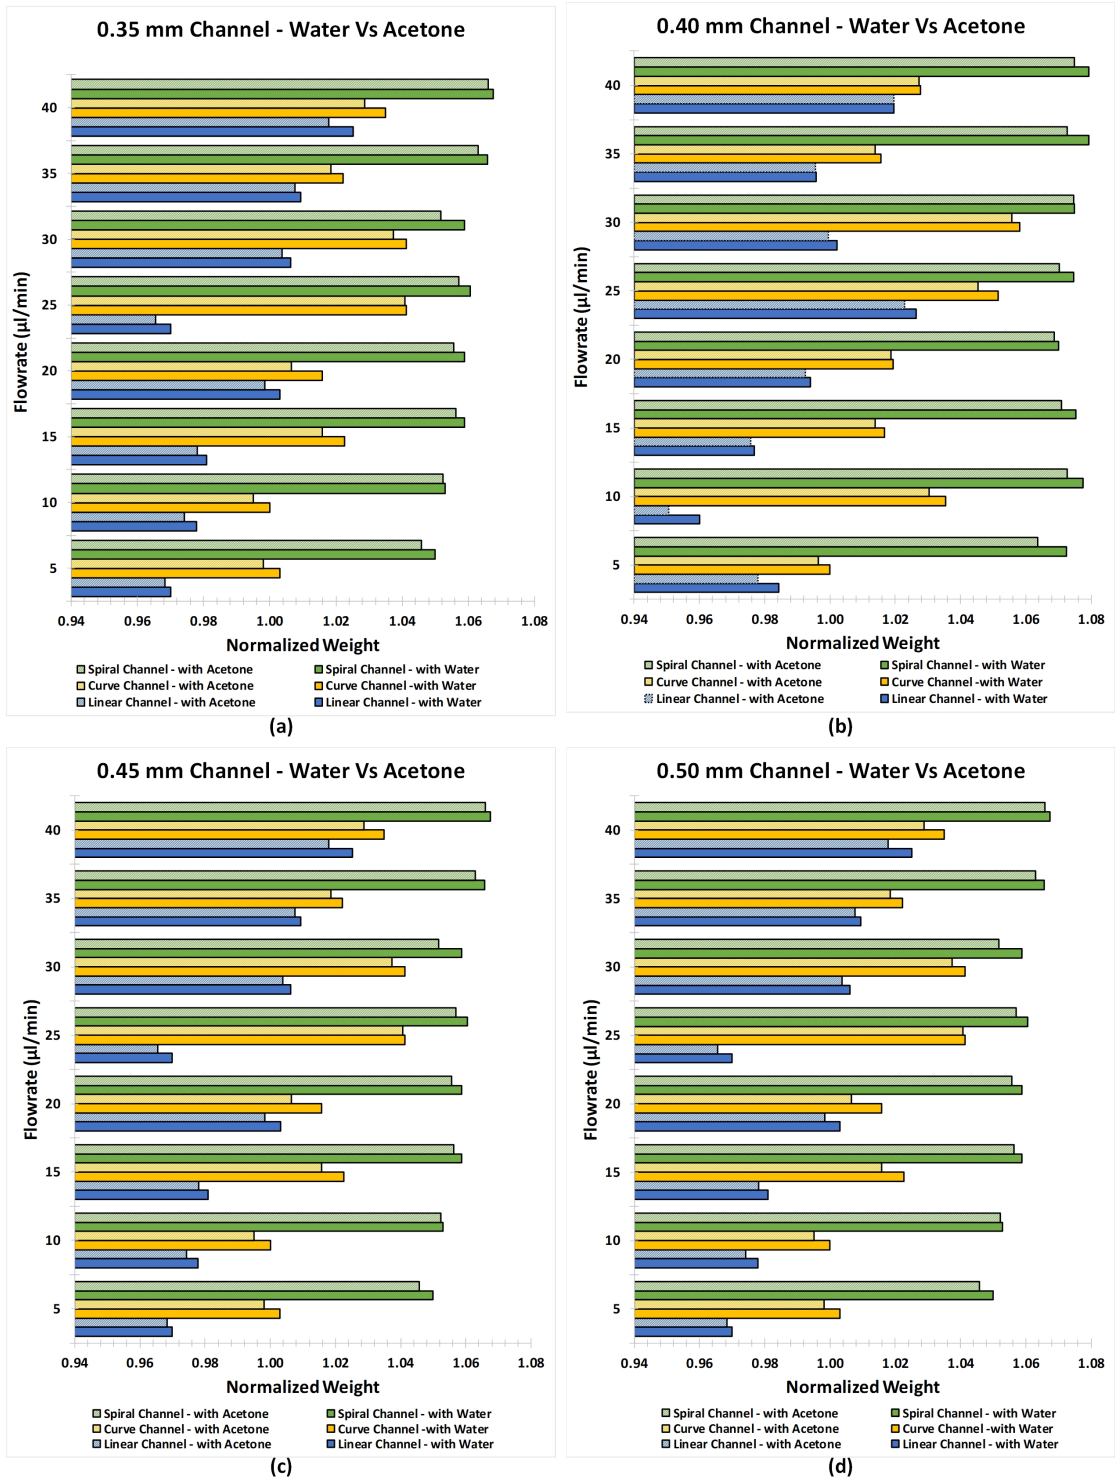 0.35 mm Channel - Water Vs Acetone
Flowrate (µl/min)
40
35
30
25
20
15
10
5
0.94 0.96 0.98 1.00 1.02 1.04 1.06 1.08
Normalized Weight
Spiral Channel - with Acetone Spiral Channel - with Water
Curve Channel - with Acetone Curve Channel -with Water
Linear Channel - with Acetone Linear Channel - with Water
(a)
0.40 mm Channel - Water Vs Acetone
Flowrate (µl/min)
40
35
30
25
20
15
10
5
0.94 0.96 0.98 1.00 1.02 1.04 1.06 1.08
Normalized Weight
Spiral Channel - with Acetone Spiral Channel - with Water
Curve Channel - with Acetone Curve Channel -with Water
Linear Channel - with Acetone Linear Channel - with Water
(b)
0.45 mm Channel - Water Vs Acetone
Flowrate (µl/min)
40
35
30
25
20
15
10
5
0.94 0.96 0.98 1.00 1.02 1.04 1.06 1.08
Normalized Weight
Spiral Channel - with Acetone Spiral Channel - with Water
Curve Channel - with Acetone Curve Channel -with Water
Linear Channel - with Acetone Linear Channel - with Water
(c)
0.50 mm Channel - Water Vs Acetone
Flowrate (µl/min)
40
35
30
25
20
15
10
5
0.94 0.96 0.98 1.00 1.02 1.04 1.06 1.08
Normalized Weight
Spiral Channel - with Acetone Spiral Channel - with Water
Curve Channel - with Acetone Curve Channel -with Water
Linear Channel - with Acetone Linear Channel - with Water
(d)